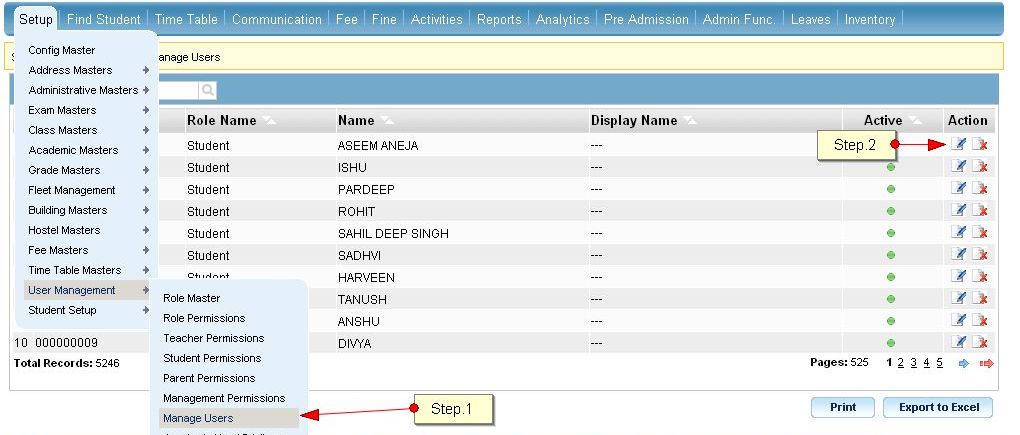 Setup Find Student Time Table Communication Fee Fine Activities Reports Analytics Pre Admission Admin Func. Leaves Inventory
anage Users
Config Master
Address Masters
Administrative Masters
Exam Masters
Class Masters
Academic Masters
Grade Masters
Fleet Management
Building Masters
Hostel Masters
Fee Masters
Time Table Masters
User Management
Student Setup
Role Master
Role Permissions
Teacher Permissions
Student Permissions
Parent Permissions
Management Permissions
Manage Users
Role Name Name Display Name Active Action
Student ASEEM ANEJA ---
Step.2
Student ISHU ---
Student PARDEEP ---
Student ROHIT ---
Student SAHIL DEEP SINGH ---
Student SADHVI ---
Student HARVEEN ---
TANUSH ---
ANSHU ---
10 000000009 DIVYA ---
Total Records: 5246 Pages: 525 1 2 3 4 5
Step.1
Print Export to Excel